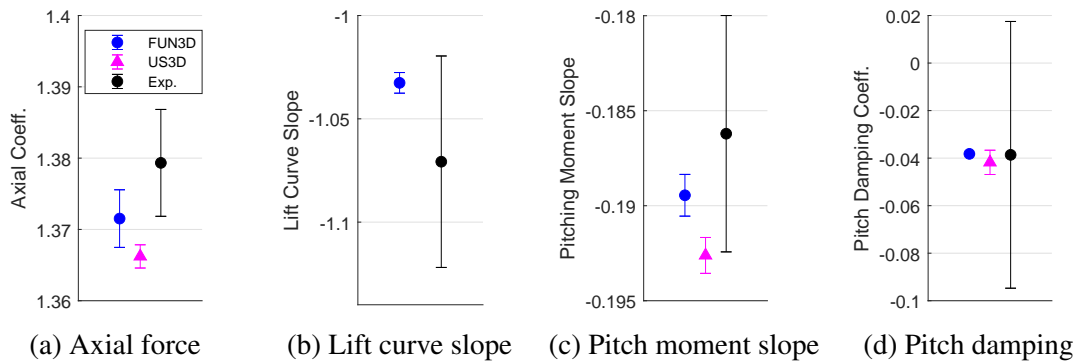 1.4
1.39
1.38
1.37
1.36
Axial Coeff.
FUN3D
US3D
Exp.
(a) Axial force
-1
-1.05
-1.1
Lift Curve Slope
(b) Lift curve slope
-0.18
-0.185
-0.19
-0.195
Pitching Moment Slope
(c) Pitch moment slope
0.02
0
-0.02
-0.04
-0.06
-0.08
-0.1
Pitch Damping Coeff.
(d) Pitch damping